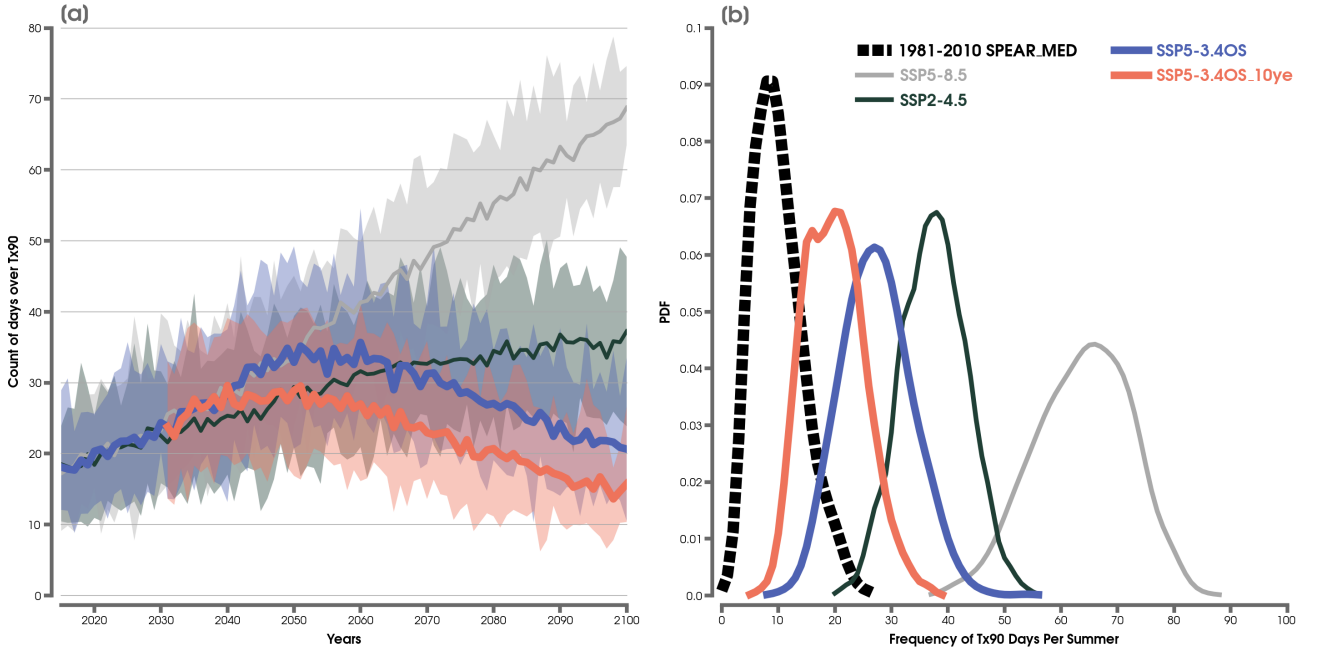 (a)
Count of days over Tx90
80
70
60
50
40
30
20
10
0
2020 2030 2040 2050 2060 2070 2080 2090 2100
Years
(b)
PDF
0.1
0.09
0.08
0.07
0.06
0.05
0.04
0.03
0.02
0.01
0.0
0 10 20 30 40 50 60 70 80 90 100
Frequency of Tx90 Days Per Summer
1981-2010 SPEAR_MED
SSP5-8.5
SSP2-4.5
SSP5-3.4OS
SSP5-3.4OS_10ye